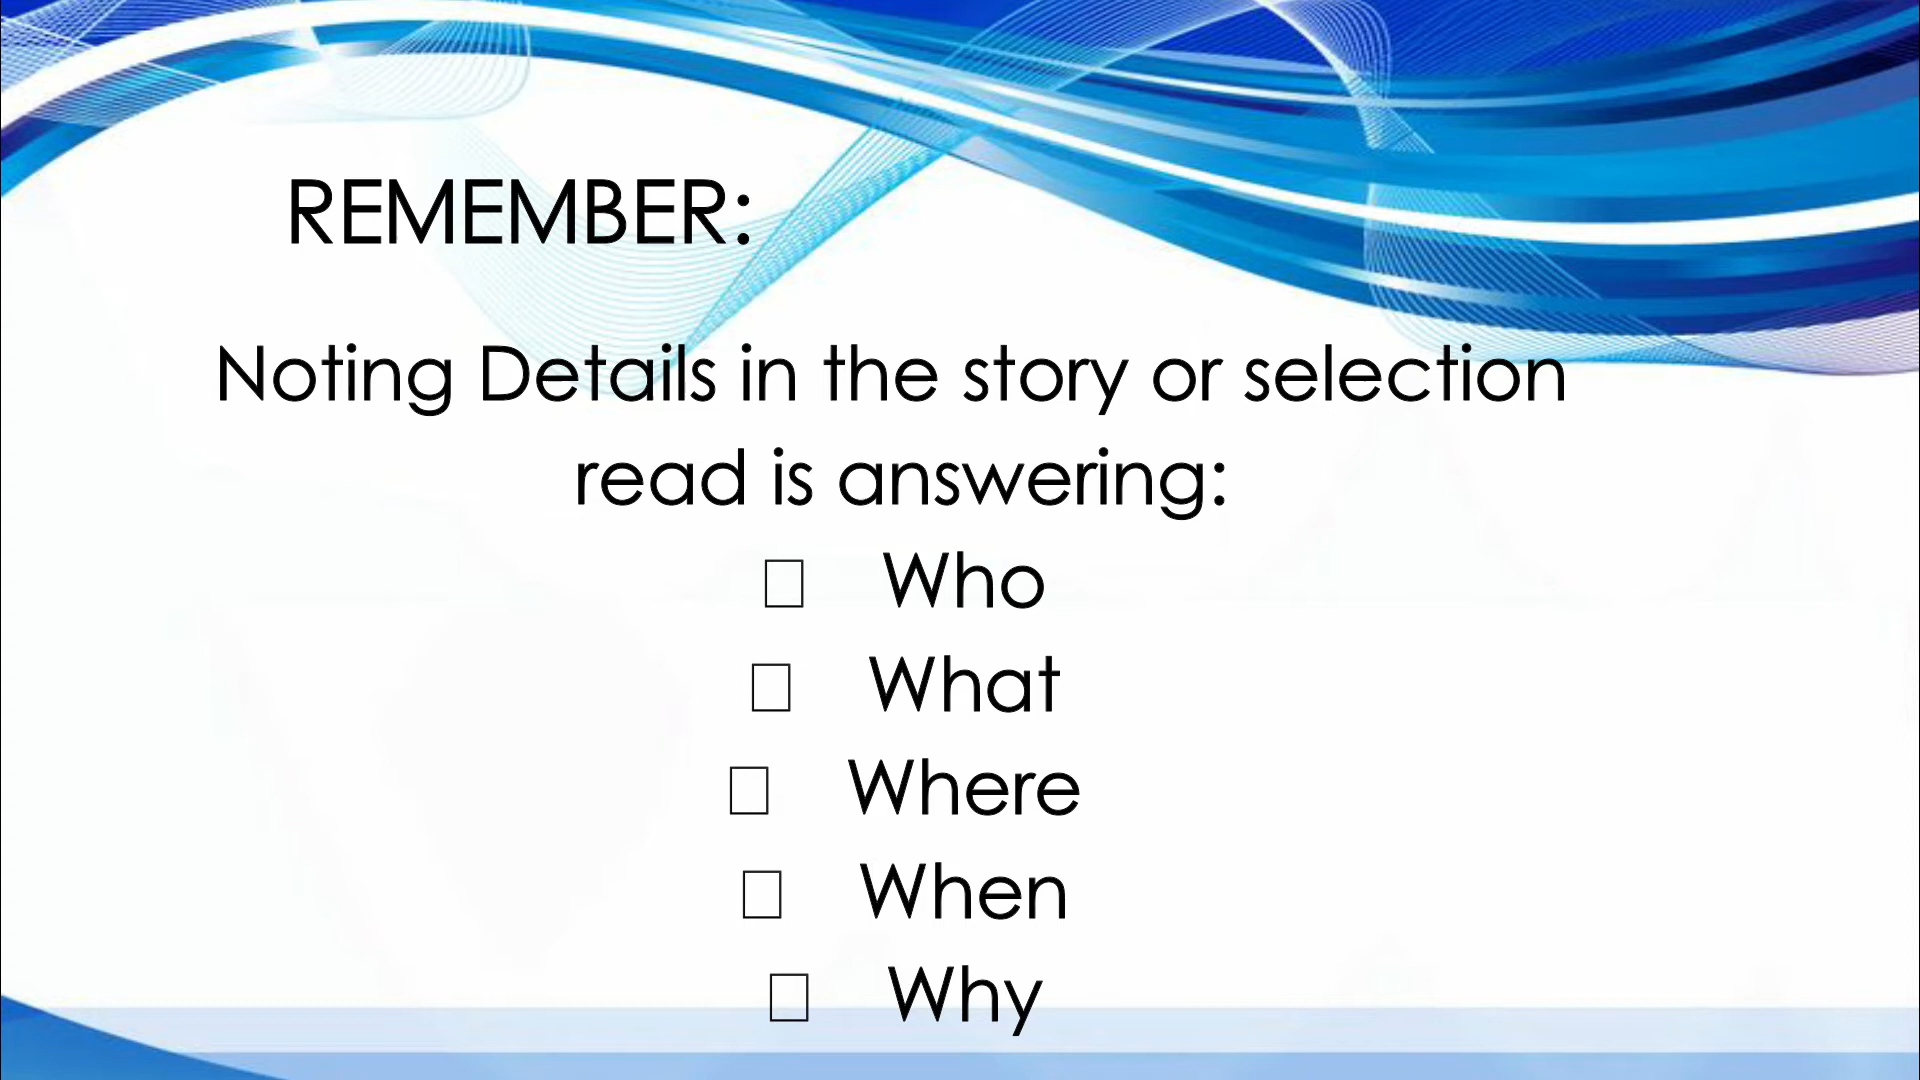 REMEMBER:
Noting Details in the story or selection
read is answering:
Who
What
Where
When
Why